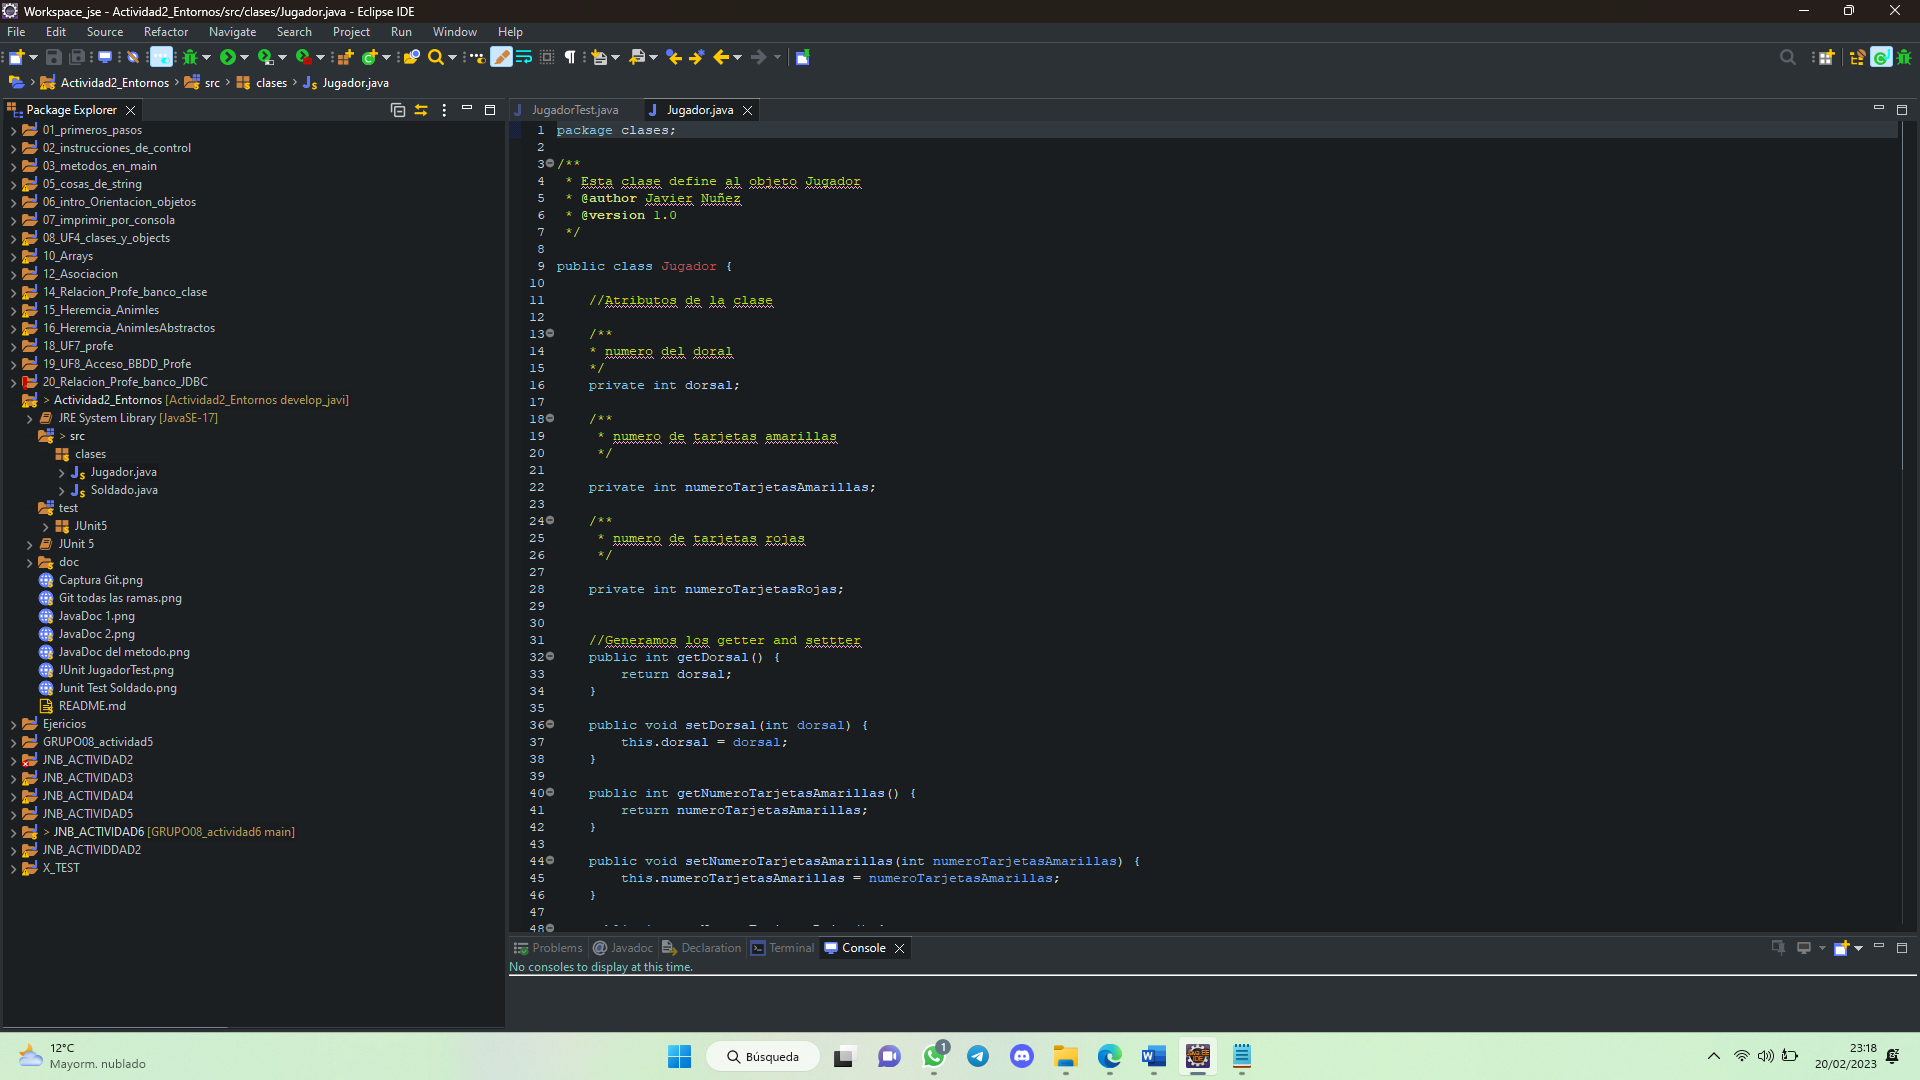 Workspace_jse - Actividad2_Entornos/src/clases/Jugador.java - Eclipse IDE
File Edit Source Refactor Navigate Search Project Run Window Help
Actividad2_Entornos > src > clases > Jugador.java
Package Explorer
01_primeros_pasos
02_instrucciones_de_control
03_metodos_en_main
05_cosas_de_string
06_intro_Orientacion_objetos
07_imprimir_por_consola
08_UF4_clases_y_objects
10_Arrays
12_Asociacion
14_Relacion_Profe_banco_clase
15_Heremcia_Animles
16_Heremcia_AnimlesAbstractos
18_UF7_profe
19_UF8_Acceso_BBDD_Profe
20_Relacion_Profe_banco_JDBC
> Actividad2_Entornos [Actividad2_Entornos develop_javi]
JRE System Library [JavaSE-17]
> src
clases
Jugador.java
Soldado.java
test
JUnit5
JUnit 5
doc
Captura Git.png
Git todas las ramas.png
JavaDoc 1.png
JavaDoc 2.png
JavaDoc del metodo.png
JUnit JugadorTest.png
Junit Test Soldado.png
README.md
Ejericios
GRUPO08_actividad5
JNB_ACTIVIDAD2
JNB_ACTIVIDAD3
JNB_ACTIVIDAD4
JNB_ACTIVIDAD5
> JNB_ACTIVIDAD6 [GRUPO08_actividad6 main]
JNB_ACTIVIDDAD2
X_TEST
JugadorTest.java Jugador.java
1 package clases;
2
3 /**
4 * Esta clase define al objeto Jugador
5 * @author Javier Nuñez
6 * @version 1.0
7 */
8
9 public class Jugador {
10
11 //Atributos de la clase
12
13 /**
14 * numero del doral
15 */
16 private int dorsal;
17
18 /**
19 * numero de tarjetas amarillas
20 */
21
22 private int numeroTarjetasAmarillas;
23
24 /**
25 * numero de tarjetas rojas
26 */
27
28 private int numeroTarjetasRojas;
29
30
31 //Generamos los getter and settter
32 public int getDorsal() {
33 return dorsal;
34 }
35
36 public void setDorsal(int dorsal) {
37 this.dorsal = dorsal;
38 }
39
40 public int getNumeroTarjetasAmarillas() {
41 return numeroTarjetasAmarillas;
42 }
43
44 public void setNumeroTarjetasAmarillas(int numeroTarjetasAmarillas) {
45 this.numeroTarjetasAmarillas = numeroTarjetasAmarillas;
46 }
47
48
Problems Javadoc Declaration Terminal Console
No consoles to display at this time.
12°C
Mayorm. nublado
Búsqueda
1
23:18
20/02/2023